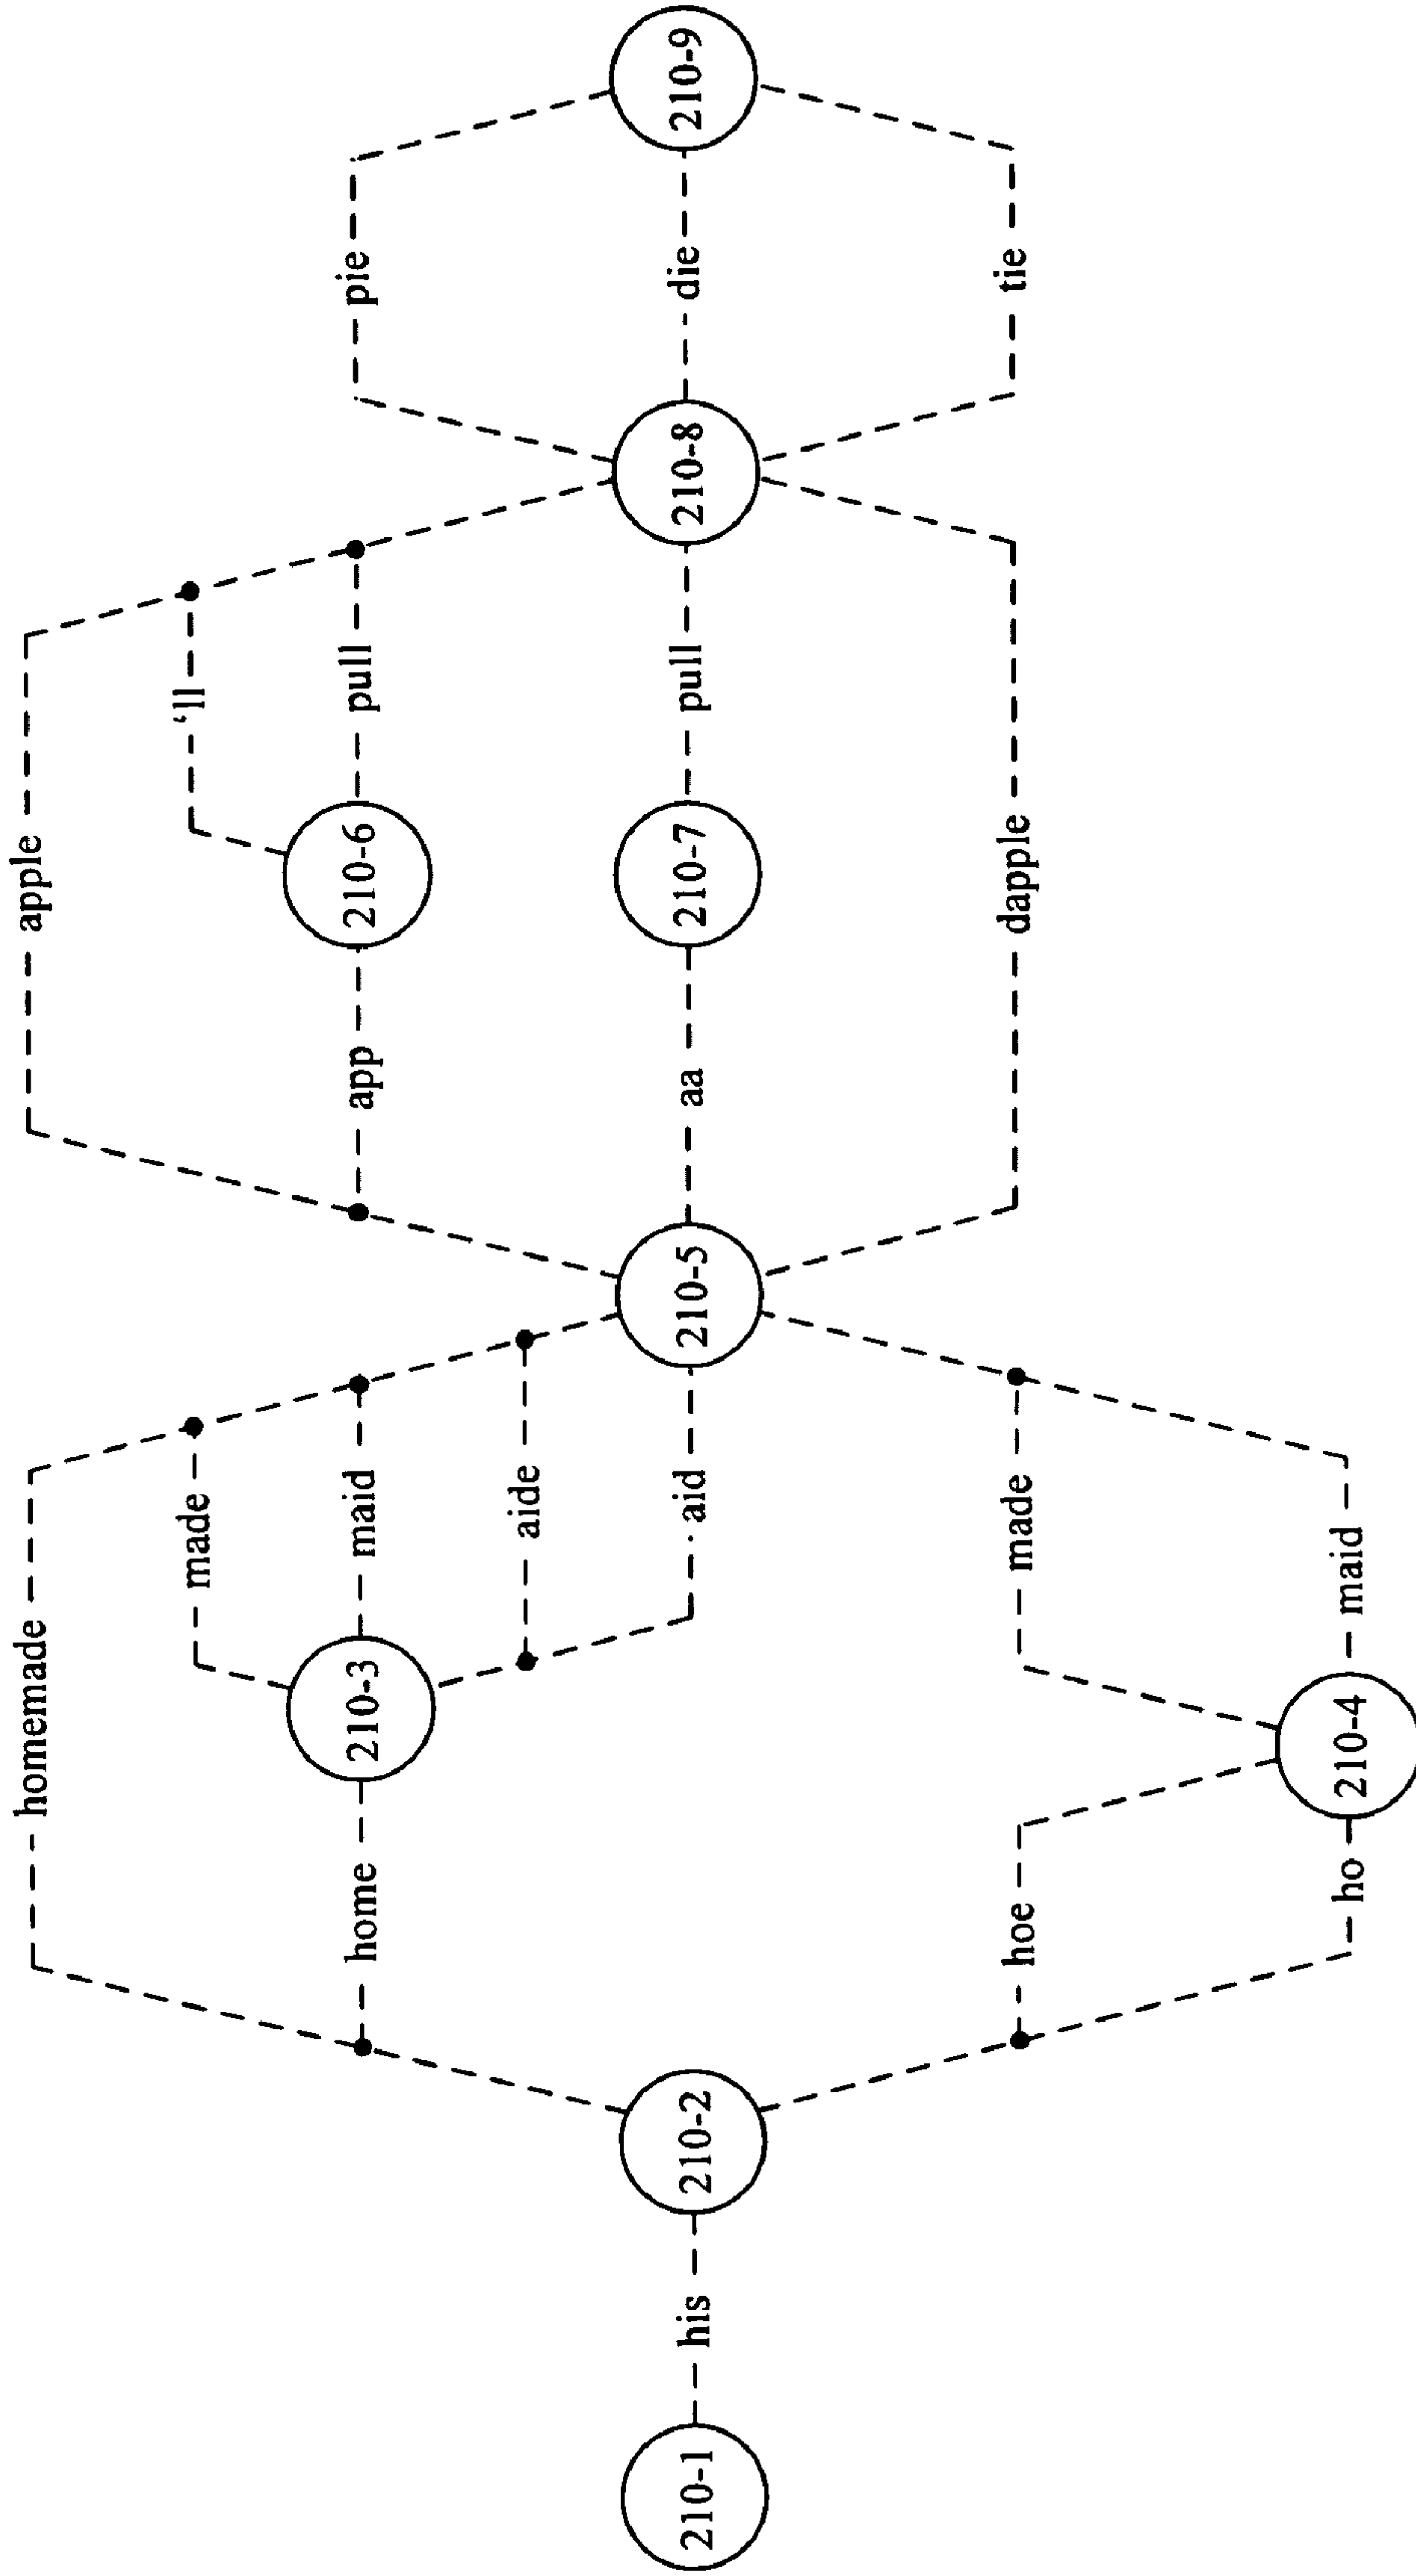 homemade
apple
made
'll
210-3
home
maid
app
210-6
pull
pie
aide
210-1
his
210-2
aid
210-5
aa
210-7
pull
210-8
die
210-9
hoe
made
dapple
tie
ho
210-4
maid